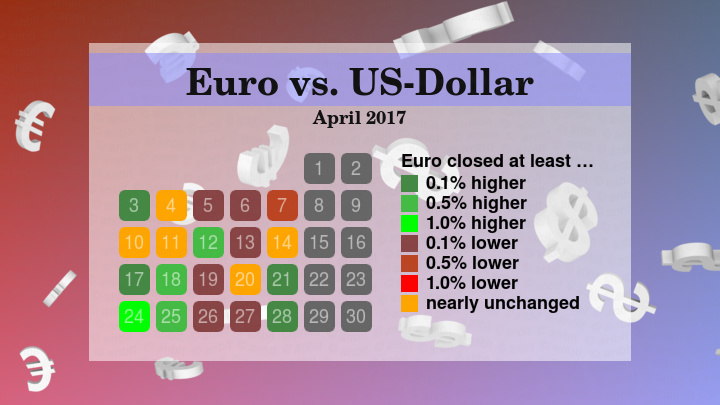 Euro vs. US-Dollar
April 2017
1 2
3 4 5 6 7 8 9
10 11 12 13 14 15 16
17 18 19 20 21 22 23
24 25 26 27 28 29 30
Euro closed at least …
0.1% higher
0.5% higher
1.0% higher
0.1% lower
0.5% lower
1.0% lower
nearly unchanged